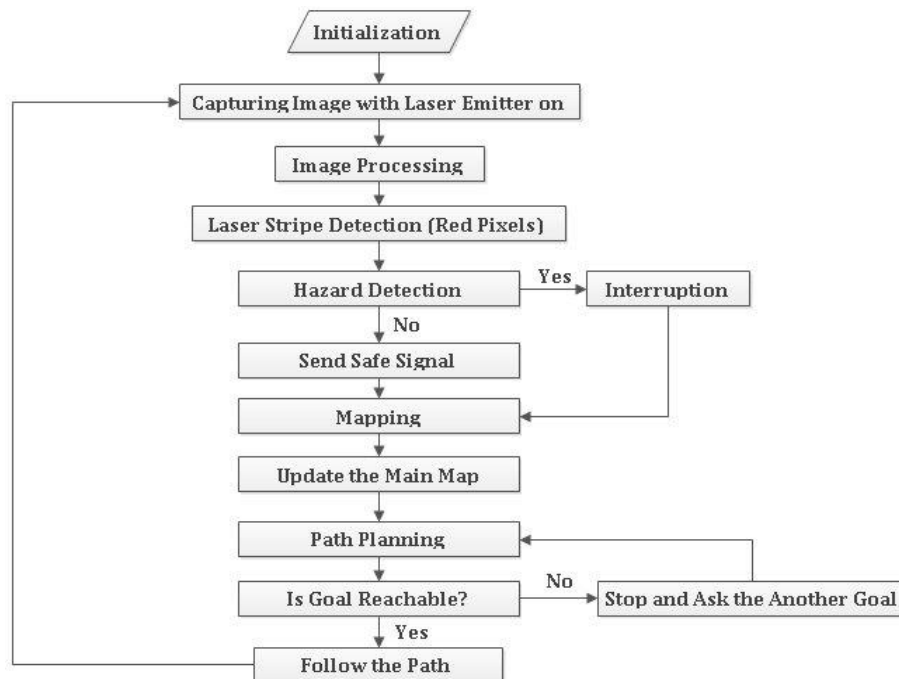 Initialization
Capturing Image with Laser Emitter on
Image Processing
Laser Stripe Detection (Red Pixels)
Hazard Detection
Yes
Interruption
No
Send Safe Signal
Mapping
Update the Main Map
Path Planning
Is Goal Reachable?
No
Stop and Ask the Another Goal
Yes
Follow the Path